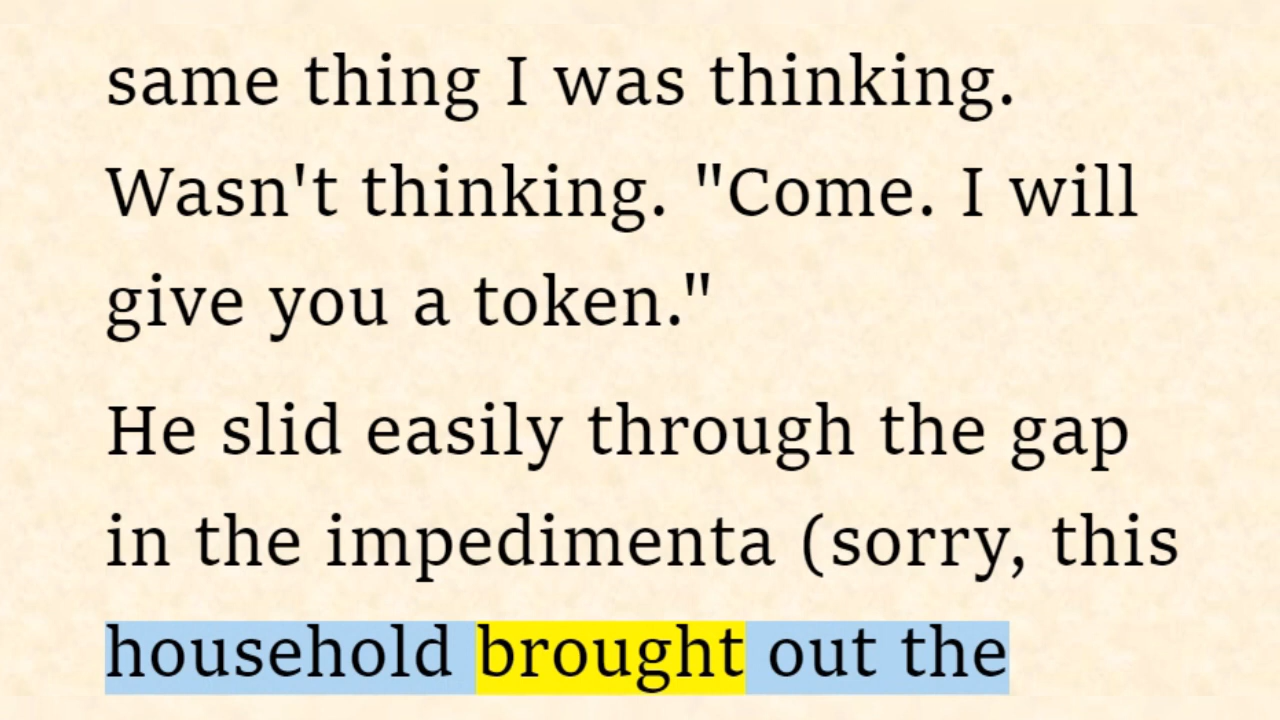 same thing I was thinking.
Wasn't thinking. "Come. I will
give you a token."
He slid easily through the gap
in the impedimenta (sorry, this
household brought out the